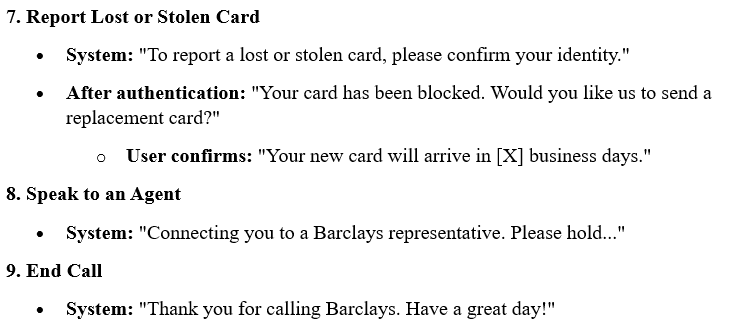 7. Report Lost or Stolen Card
• System: "To report a lost or stolen card, please confirm your identity."
• After authentication: "Your card has been blocked. Would you like us to send a
replacement card?"
o User confirms: "Your new card will arrive in [X] business days."
8. Speak to an Agent
• System: "Connecting you to a Barclays representative. Please hold..."
9. End Call
• System: "Thank you for calling Barclays. Have a great day!"